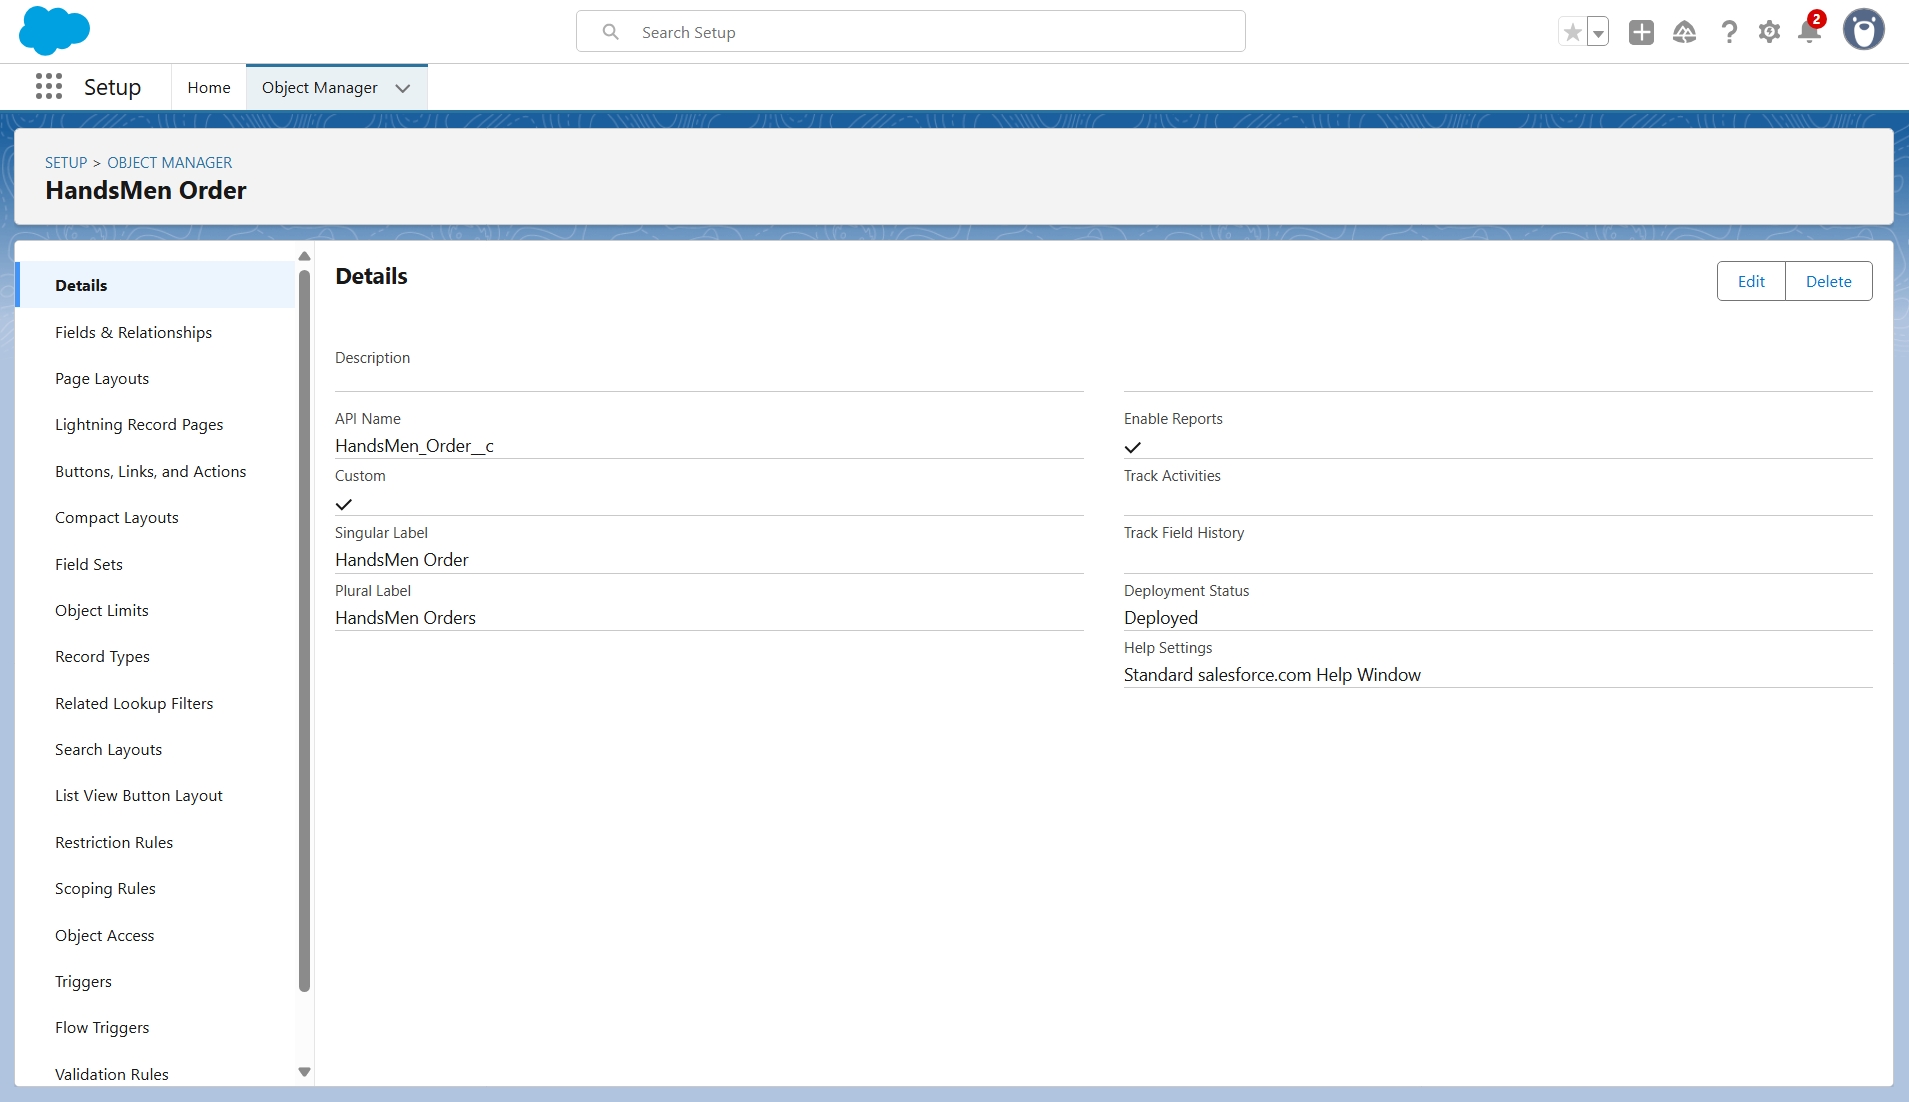 Search Setup
2
Setup
Home
Object Manager
SETUP > OBJECT MANAGER
HandsMen Order
Details
Fields & Relationships
Page Layouts
Lightning Record Pages
Buttons, Links, and Actions
Compact Layouts
Field Sets
Object Limits
Record Types
Related Lookup Filters
Search Layouts
List View Button Layout
Restriction Rules
Scoping Rules
Object Access
Triggers
Flow Triggers
Validation Rules
Details
Edit
Delete
Description
API Name
HandsMen_Order__c
Custom
Singular Label
HandsMen Order
Plural Label
HandsMen Orders
Enable Reports
Track Activities
Track Field History
Deployment Status
Deployed
Help Settings
Standard salesforce.com Help Window